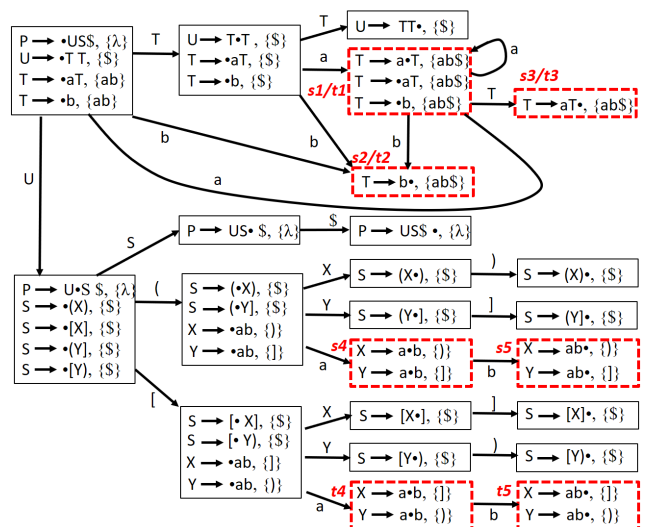 P → •US$, {λ}
U → •T T, {$}
T → •aT, {ab}
T → •b, {ab}
T
U → T•T , {$}
T → •aT, {$}
T → •b, {$}
T
U → TT•, {$}
a
s1/t1
T → a•T, {ab$}
T → •aT, {ab$}
T → •b, {ab$}
a
T
s3/t3
T → aT•, {ab$}
b
b
b
a
s2/t2
T → b•, {ab$}
U
S
P → US• $, {λ}
$
P → US$ •, {λ}
P → U•S $, {λ}
S → •(X), {$}
S → •[X], {$}
S → •(Y], {$}
S → •[Y), {$}
(
S → (•X), {$}
S → (•Y], {$}
X → •ab, {)}
Y → •ab, {]}
X
S → (X•), {$}
)
S → (X)•, {$}
Y
S → (Y•], {$}
]
S → (Y]•, {$}
a
s4
X → a•b, {)}
Y → a•b, {]}
b
s5
X → ab•, {)}
Y → ab•, {]}
[
S → [• X], {$}
S → [• Y), {$}
X → •ab, {]}
Y → •ab, {)}
X
S → [X•], {$}
]
S → [X]•, {$}
Y
S → [Y•), {$}
)
S → [Y)•, {$}
a
t4
X → a•b, {]}
Y → a•b, {)}
b
t5
X → ab•, {]}
Y → ab•, {)}